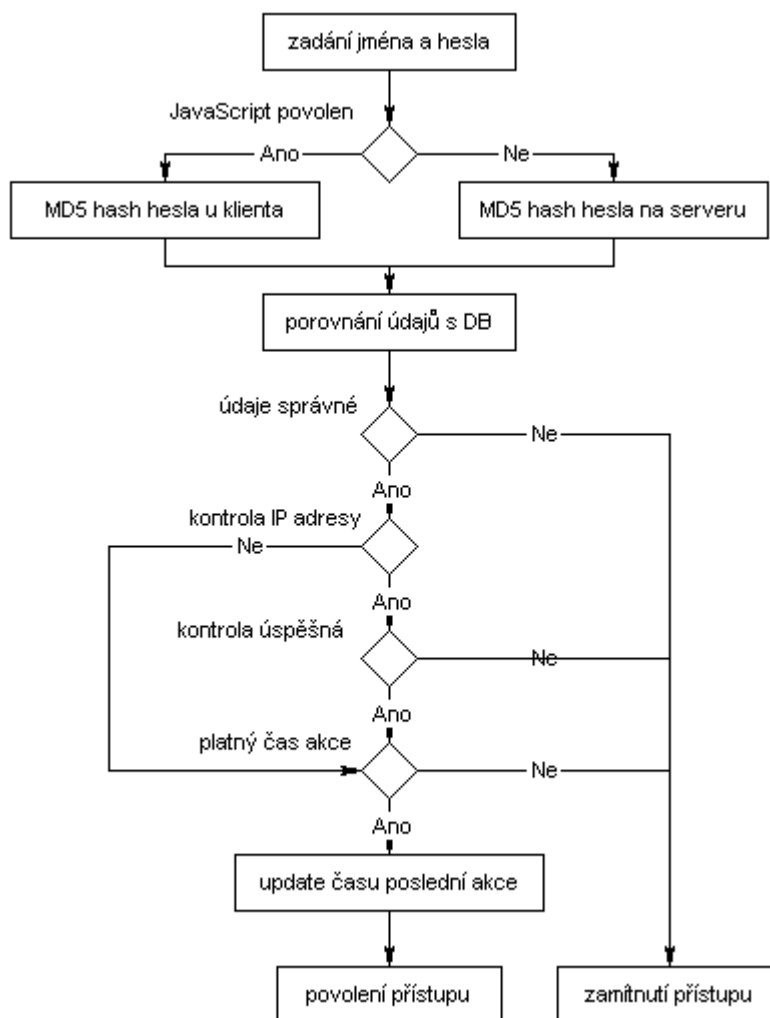 zadání jména a hesla
JavaScript povolen
Ano
Ne
MD5 hash hesla u klienta
MD5 hash hesla na serveru
porovnání údajů s DB
údaje správné
Ne
Ano
kontrola IP adresy
Ne
Ano
kontrola úspěšná
Ne
Ano
platný čas akce
Ne
Ano
update času poslední akce
povolení přístupu
zamítnutí přístupu